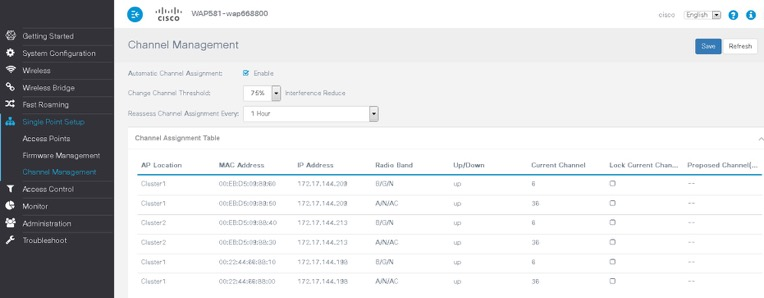 CISCO
WAP581-wap668800
cisco English
Getting Started
System Configuration
Wireless
Wireless Bridge
Fast Roaming
Single Point Setup
Access Points
Firmware Management
Channel Management
Access Control
Monitor
Administration
Troubleshoot
Channel Management
Save Refresh
Automatic Channel Assignment: Enable
Change Channel Threshold: 75% Interference Reduce
Reassess Channel Assignment Every: 1 Hour
Channel Assignment Table
AP Location MAC Address IP Address Radio Band Up/Down Current Channel Lock Current Chan... Proposed Channel(...
Cluster1 172.17.144.209 B/G/N up 6 --
Cluster1 172.17.144.209 A/N/AC up 36 --
Cluster2 172.17.144.213 B/G/N up 6 --
Cluster2 172.17.144.213 A/N/AC up 36 --
Cluster1 172.17.144.198 B/G/N up 6 --
Cluster1 172.17.144.198 A/N/AC up 36 --